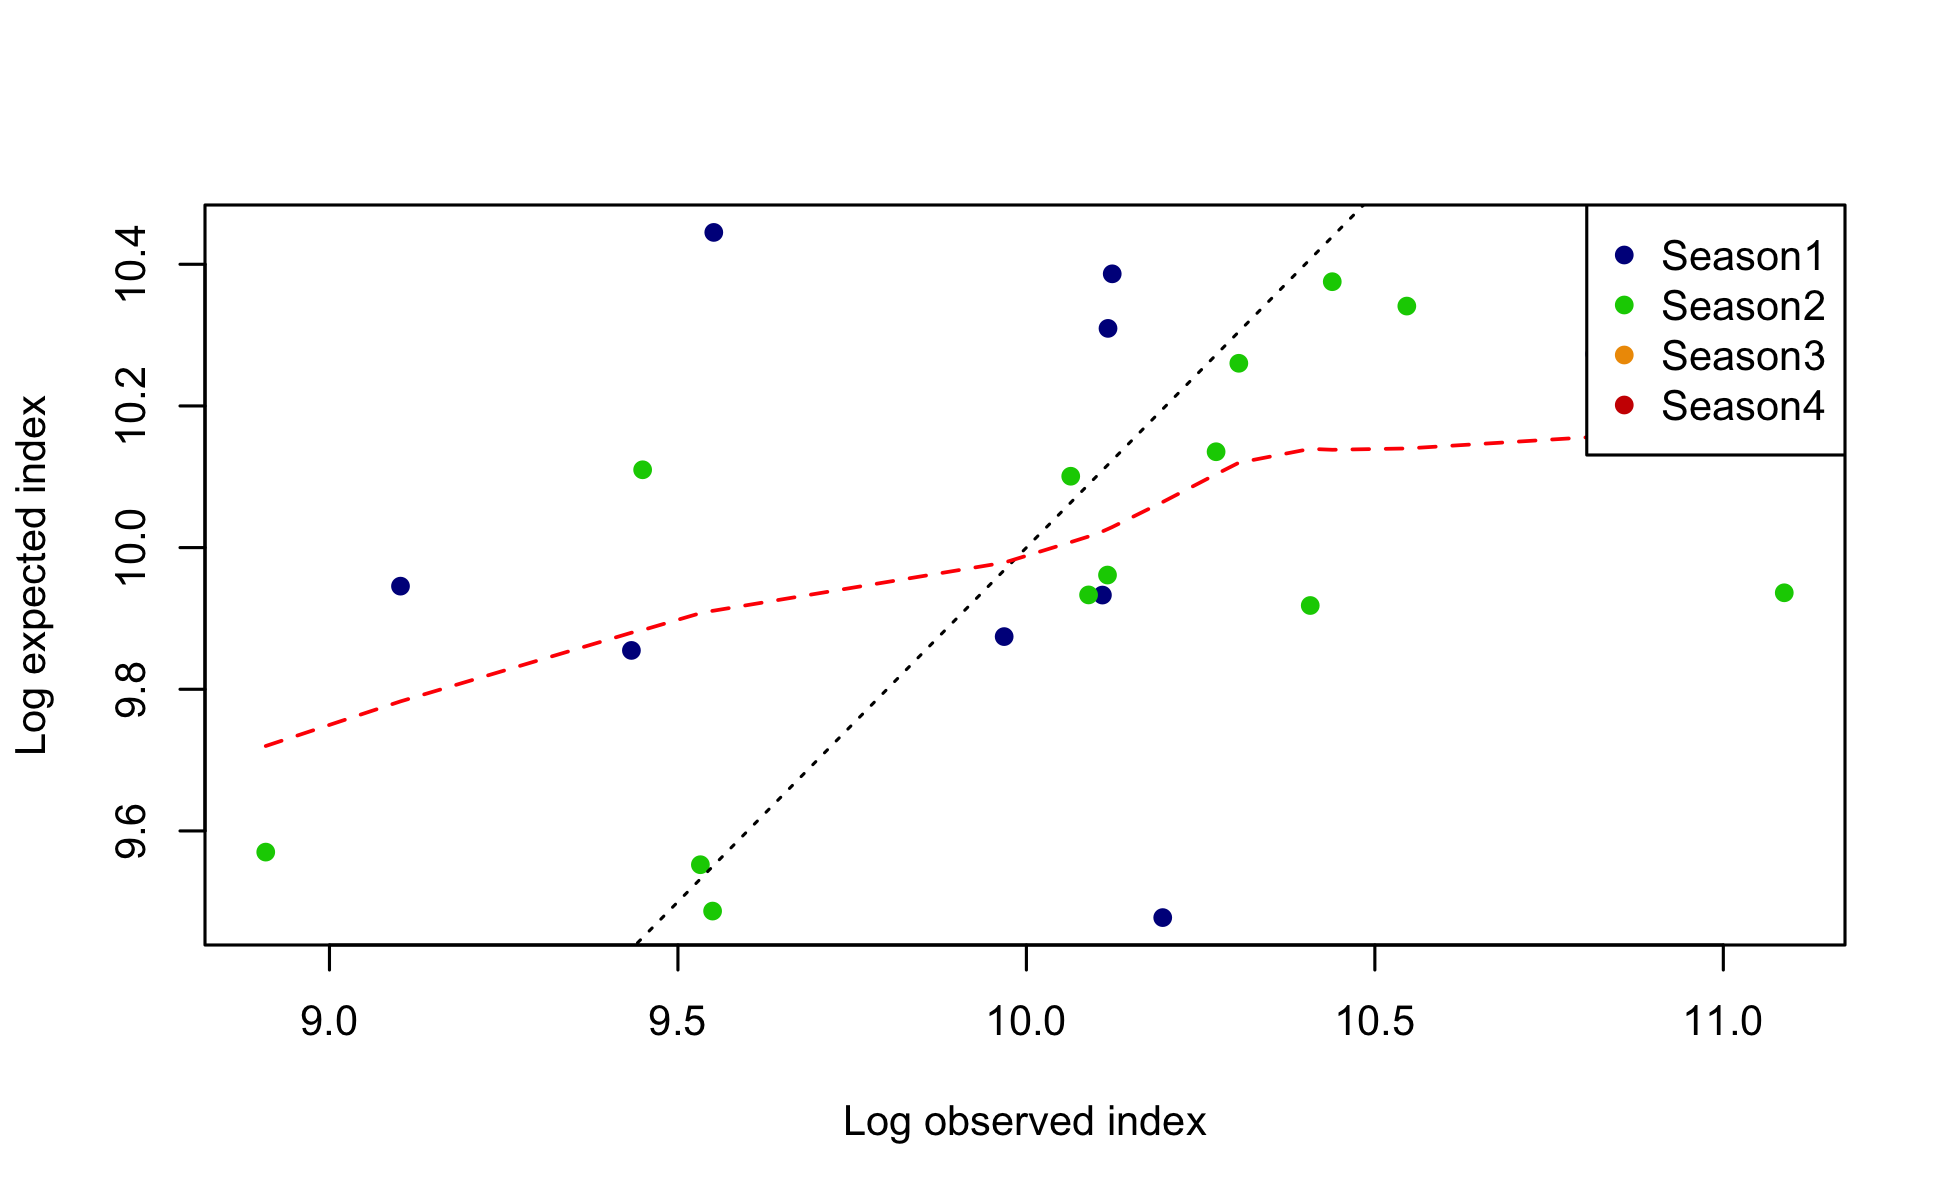 10.4
10.2
10.0
9.8
9.6
Log expected index
Season1
Season2
Season3
Season4
9.0 9.5 10.0 10.5 11.0
Log observed index